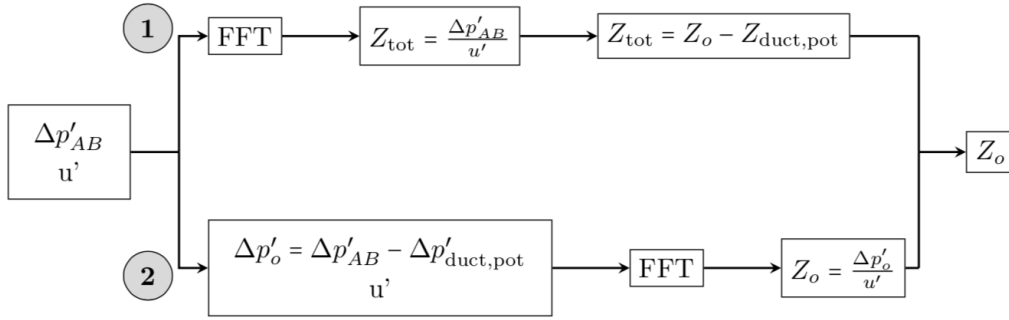 1
FFT
Z_tot = Δp′_AB / u′
Z_tot = Z_o − Z_duct,pot
Δp′_AB
u’
Z_o
2
Δp′_o = Δp′_AB − Δp′_duct,pot
u’
FFT
Z_o = Δp′_o / u′